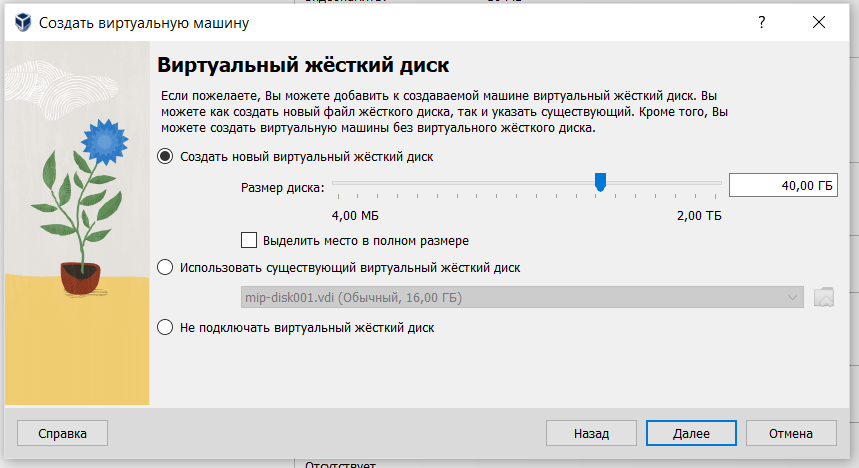 Создать виртуальную машину
?
Виртуальный жёсткий диск
Если пожелаете, Вы можете добавить к создаваемой машине виртуальный жёсткий диск. Вы
можете как создать новый файл жёсткого диска, так и указать существующий. Кроме того, Вы
можете создать виртуальную машины без виртуального жёсткого диска.
Создать новый виртуальный жёсткий диск
Размер диска:
40,00 ГБ
4,00 МБ
2,00 ТБ
Выделить место в полном размере
Использовать существующий виртуальный жёсткий диск
mip-disk001.vdi (Обычный, 16,00 ГБ)
Не подключать виртуальный жёсткий диск
Справка
Назад
Далее
Отмена
Отсутствует